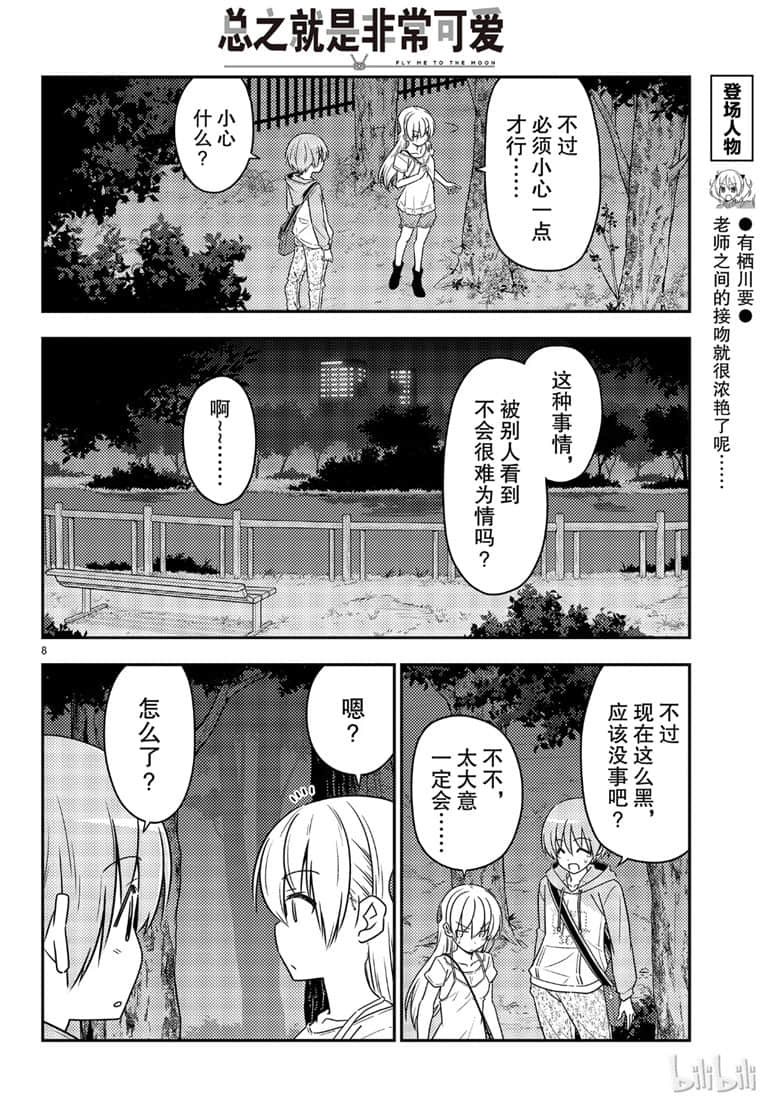 总之就是非常可爱
FLY ME TO THE MOON
登场人物
●有栖川要●
老师之间的接吻就很浓艳了呢……
不过
必须小心一点
才行……
小心
什么？
这种事情，
被别人看到
不会很难为情吗？
啊~~……
8
不过
现在这么黑，
应该没事吧？
不不，
太大意
一定会……
嗯？
怎么了？
bilibili